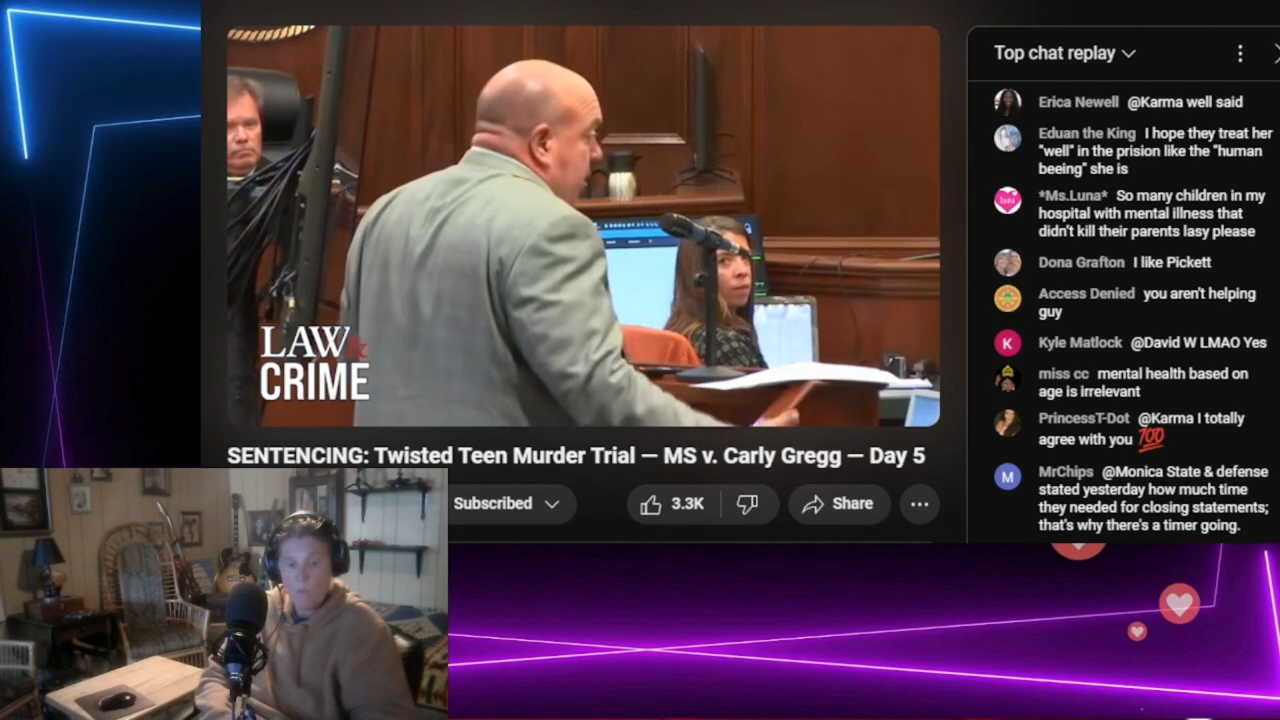 LAW &
CRIME
SENTENCING: Twisted Teen Murder Trial — MS v. Carly Gregg — Day 5
Subscribed
3.3K
Share
Top chat replay
Erica Newell @Karma well said
Eduan the King I hope they treat her
"well" in the prision like the "human
beeing" she is
*Ms.Luna* So many children in my
hospital with mental illness that
didn't kill their parents lasy please
Dona Grafton I like Pickett
Access Denied you aren't helping
guy
K
Kyle Matlock @David W LMAO Yes
miss cc mental health based on
age is irrelevant
PrincessT-Dot @Karma I totally
agree with you 💯
M
MrChips @Monica State & defense
stated yesterday how much time
they needed for closing statements;
that's why there's a timer going.